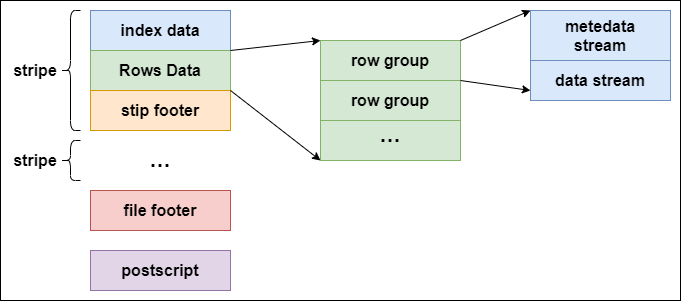 stripe
index data
Rows Data
stip footer
stripe
...
file footer
postscript
row group
row group
...
metedata
stream
data stream